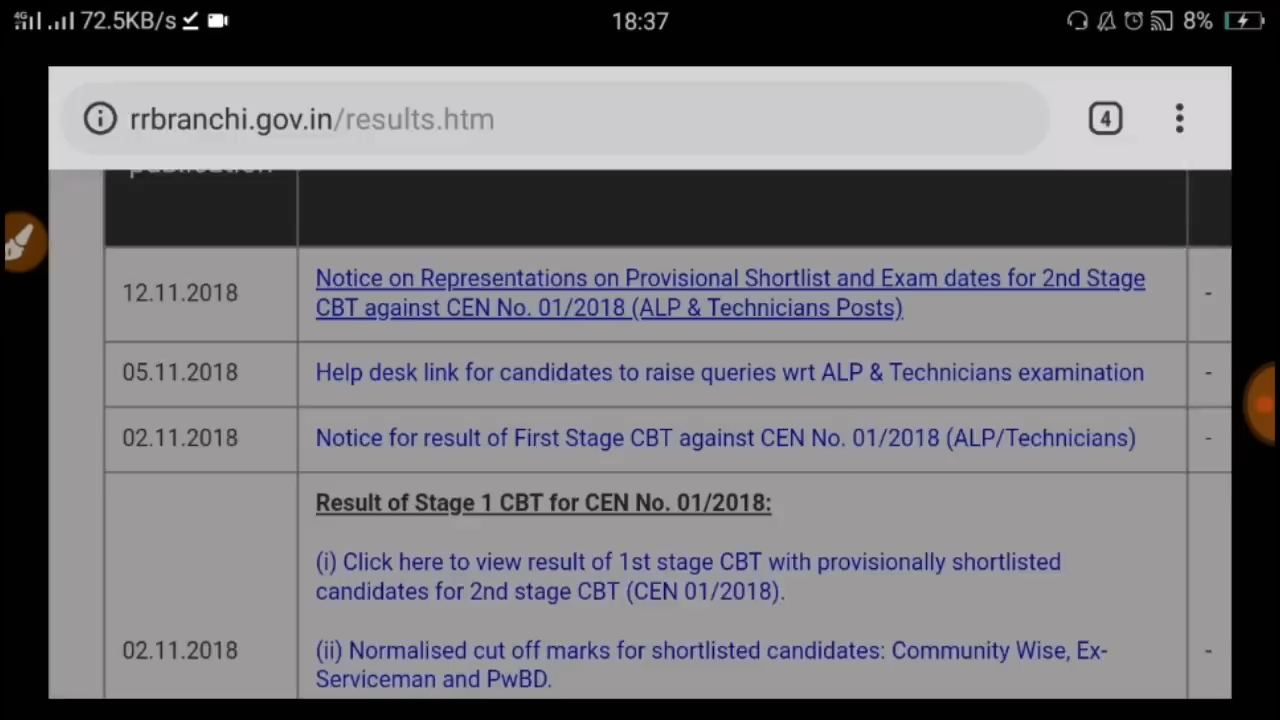 4G 72.5KB/s 18:37 8%
rrbranchi.gov.in/results.htm 4
publication
12.11.2018
Notice on Representations on Provisional Shortlist and Exam dates for 2nd Stage
CBT against CEN No. 01/2018 (ALP & Technicians Posts)
-
05.11.2018 Help desk link for candidates to raise queries wrt ALP & Technicians examination -
02.11.2018 Notice for result of First Stage CBT against CEN No. 01/2018 (ALP/Technicians) -
Result of Stage 1 CBT for CEN No. 01/2018:
(i) Click here to view result of 1st stage CBT with provisionally shortlisted
candidates for 2nd stage CBT (CEN 01/2018).
02.11.2018 (ii) Normalised cut off marks for shortlisted candidates: Community Wise, Ex- -
Serviceman and PwBD.